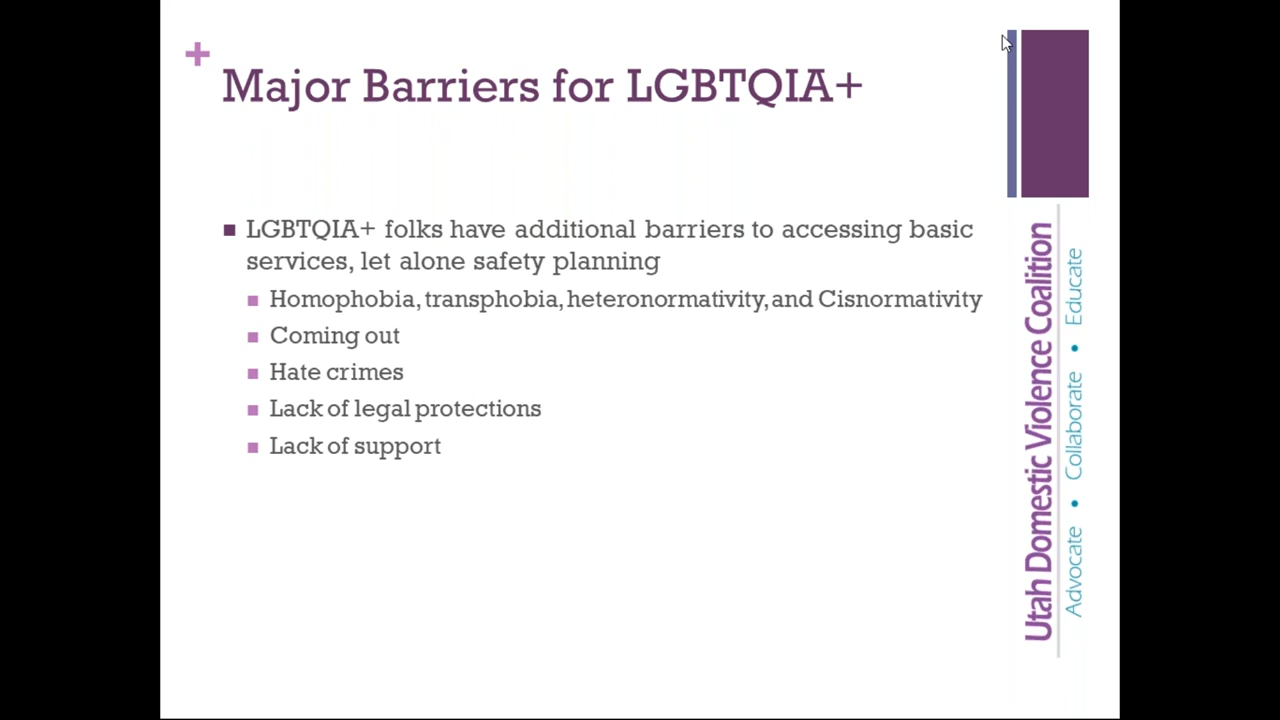 +
Major Barriers for LGBTQIA+
LGBTQIA+ folks have additional barriers to accessing basic
services, let alone safety planning
Homophobia, transphobia, heteronormativity, and Cisnormativity
Coming out
Hate crimes
Lack of legal protections
Lack of support
Utah Domestic Violence Coalition
Advocate • Collaborate • Educate